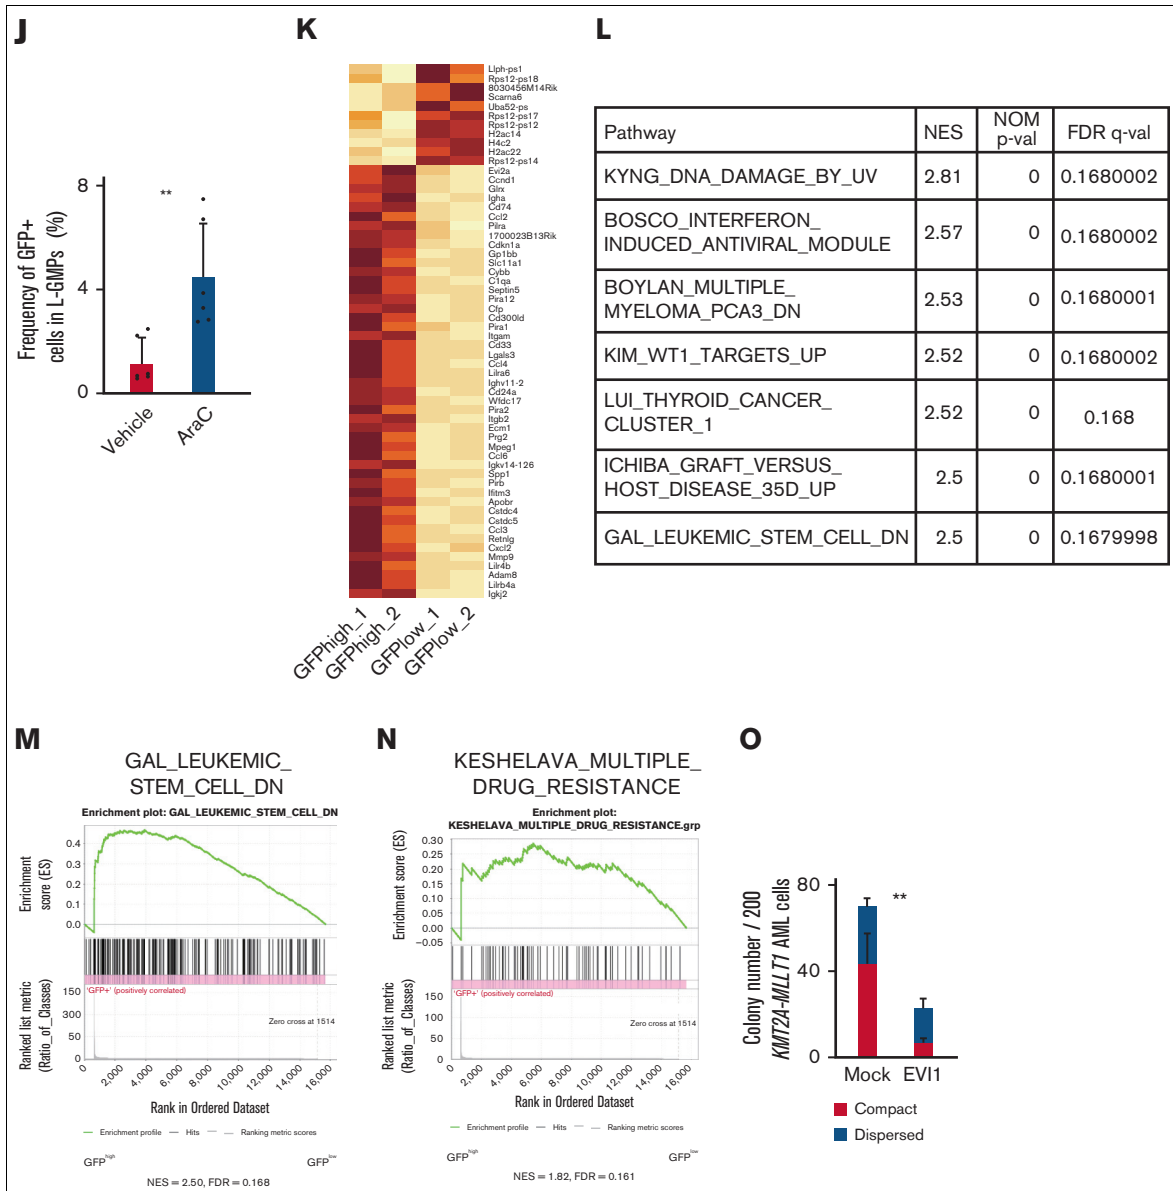 J
Frequency of GFP+
cells in L-GMPs (%)
8
4
0
**
Vehicle
AraC
K
Llph-ps1
Rps12-ps18
8030456M14Rik
Scarna6
Uba52-ps
Rps12-ps17
Rps12-ps12
H2ac14
H4c2
H2ac22
Rps12-ps14
Evi2a
Ccnd1
Glrx
Igha
Cd74
Ccl2
Pilra
1700023B13Rik
Cdkn1a
Gp1bb
Slc11a1
Cybb
C1qa
Septin5
Pira12
Cfp
Cd300ld
Pira1
Itgam
Cd33
Lgals3
Ccl4
Lilra6
Ighv11-2
Cd24a
Wfdc17
Pira2
Itgb2
Ecm1
Prg2
Mpeg1
Ccl6
Igkv14-126
Spp1
Pirb
Ifitm3
Apobr
Cstdc4
Cstdc5
Ccl3
Retnlg
Cxcl2
Mmp9
Lilr4b
Adam8
Lilrb4a
Igkj2
GFPhigh_1
GFPhigh_2
GFPlow_1
GFPlow_2
L
Pathway NES NOM p-val FDR q-val
KYNG_DNA_DAMAGE_BY_UV 2.81 0 0.1680002
BOSCO_INTERFERON_
INDUCED_ANTIVIRAL_MODULE 2.57 0 0.1680002
BOYLAN_MULTIPLE_
MYELOMA_PCA3_DN 2.53 0 0.1680001
KIM_WT1_TARGETS_UP 2.52 0 0.1680002
LUI_THYROID_CANCER_
CLUSTER_1 2.52 0 0.168
ICHIBA_GRAFT_VERSUS_
HOST_DISEASE_35D_UP 2.5 0 0.1680001
GAL_LEUKEMIC_STEM_CELL_DN 2.5 0 0.1679998
M
GAL_LEUKEMIC_
STEM_CELL_DN
Enrichment plot: GAL_LEUKEMIC_STEM_CELL_DN
Enrichment
score (ES)
0.4
0.3
0.2
0.1
0.0
'GFP+' (positively correlated)
Ranked list metric
(Ratio_of_Classes)
150
300
50
0
Zero cross at 1514
0 2,000 4,000 6,000 8,000 10,000 12,000 14,000 16,000
Rank in Ordered Dataset
Enrichment profile Hits Ranking metric scores
GFPhigh GFPlow
NES = 2.50, FDR = 0.168
N
KESHELAVA_MULTIPLE_
DRUG_RESISTANCE
Enrichment plot:
KESHELAVA_MULTIPLE_DRUG_RESISTANCE.grp
Enrichment score (ES)
0.30
0.25
0.20
0.15
0.10
0.05
0.00
−0.05
'GFP+' (positively correlated)
Ranked list metric
(Ratio_of_Classes)
150
100
50
0
Zero cross at 1514
0 2,000 4,000 6,000 8,000 10,000 12,000 14,000 16,000
Rank in Ordered Dataset
Enrichment profile Hits Ranking metric scores
GFPhigh GFPlow
NES = 1.82, FDR = 0.161
O
Colony number / 200
KMT2A-MLLT1 AML cells
80
40
0
**
Mock EVI1
Compact
Dispersed